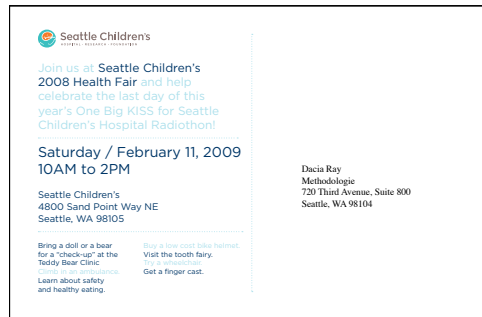 Seattle Children's
HOSPITAL • RESEARCH • FOUNDATION
Join us at Seattle Children's
2008 Health Fair and help
celebrate the last day of this
year's One Big KISS for Seattle
Children's Hospital Radiothon!
Saturday / February 11, 2009
10AM to 2PM
Seattle Children's
4800 Sand Point Way NE
Seattle, WA 98105
Bring a doll or a bear
for a "check-up" at the
Teddy Bear Clinic
Climb in an ambulance.
Learn about safety
and healthy eating.
Buy a low cost bike helmet.
Visit the tooth fairy.
Try a wheelchair.
Get a finger cast.
Dacia Ray
Methodologie
720 Third Avenue, Suite 800
Seattle, WA 98104